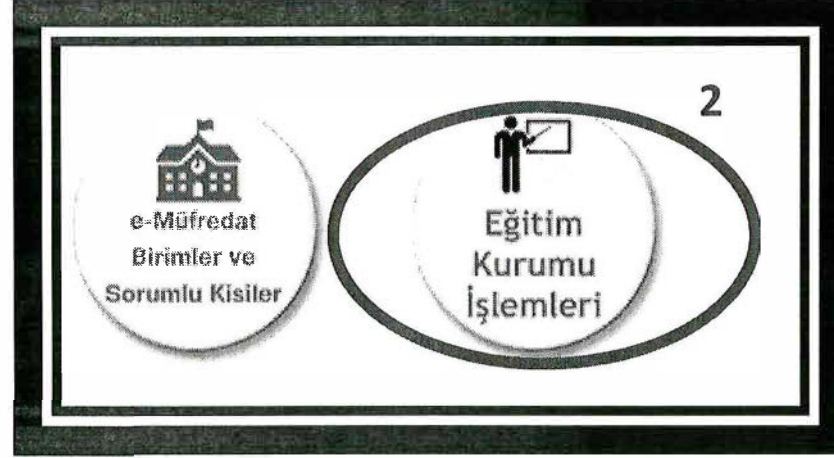 2
e-Müfredat
Birimler ve
Sorumlu Kisiler
Eğitim
Kurumu
İşlemleri